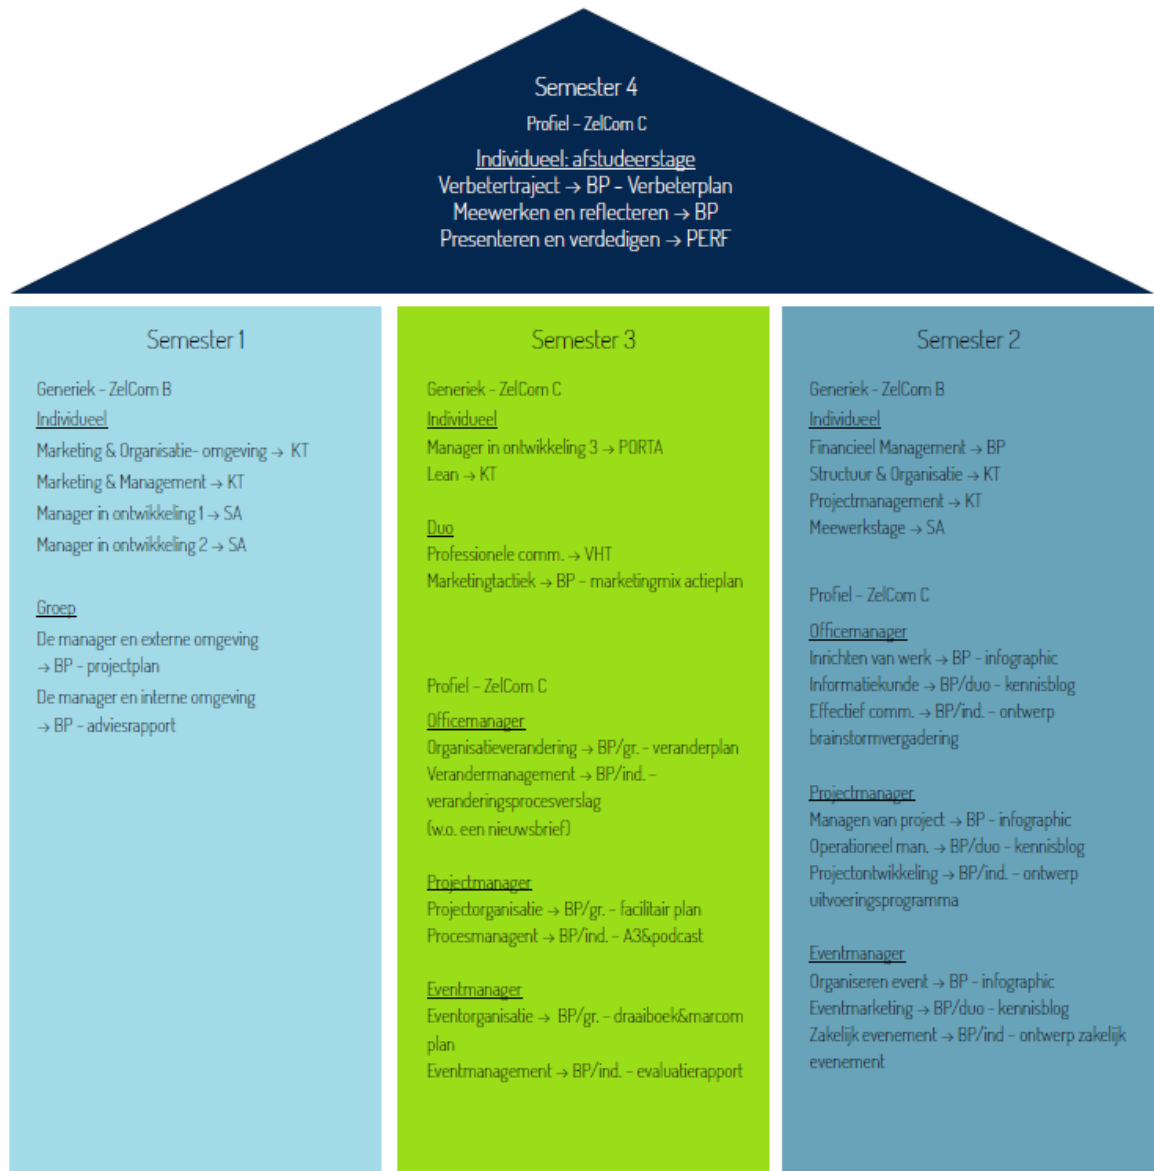 Semester 4
Profiel – ZelCom C
Individueel: afstudeerstage
Verbetertraject → BP – Verbeterplan
Meewerken en reflecteren → BP
Presenteren en verdedigen → PERF
Semester 1
Generiek – ZelCom B
Individueel
Marketing & Organisatie- omgeving → KT
Marketing & Management → KT
Manager in ontwikkeling 1 → SA
Manager in ontwikkeling 2 → SA
Groep
De manager en externe omgeving
→ BP – projectplan
De manager en interne omgeving
→ BP – adviesrapport
Semester 3
Generiek – ZelCom C
Individueel
Manager in ontwikkeling 3 → PORTA
Lean → KT
Duo
Professionele comm. → VHT
Marketingtactiek → BP – marketingmix actieplan
Profiel – ZelCom C
Officemanager
Organisatieverandering → BP/gr. – veranderplan
Verandermanagement → BP/ind. –
veranderingsprocesverslag
(w.o. een nieuwsbrief)
Projectmanager
Projectorganisatie → BP/gr. – facilitair plan
Procesmanagent → BP/ind. – A3&podcast
Eventmanager
Eventorganisatie → BP/gr. – draaiboek&marcom
plan
Eventmanagement → BP/ind. – evaluatierapport
Semester 2
Generiek – ZelCom B
Individueel
Financieel Management → BP
Structuur & Organisatie → KT
Projectmanagement → KT
Meewerkstage → SA
Profiel – ZelCom C
Officemanager
Inrichten van werk → BP – infographic
Informatiekunde → BP/duo – kennisblog
Effectief comm. → BP/ind. – ontwerp
brainstormvergadering
Projectmanager
Managen van project → BP – infographic
Operationeel man. → BP/duo – kennisblog
Projectontwikkeling → BP/ind. – ontwerp
uitvoeringsprogramma
Eventmanager
Organiseren event → BP – infographic
Eventmarketing → BP/duo – kennisblog
Zakelijk evenement → BP/ind – ontwerp zakelijk
evenement